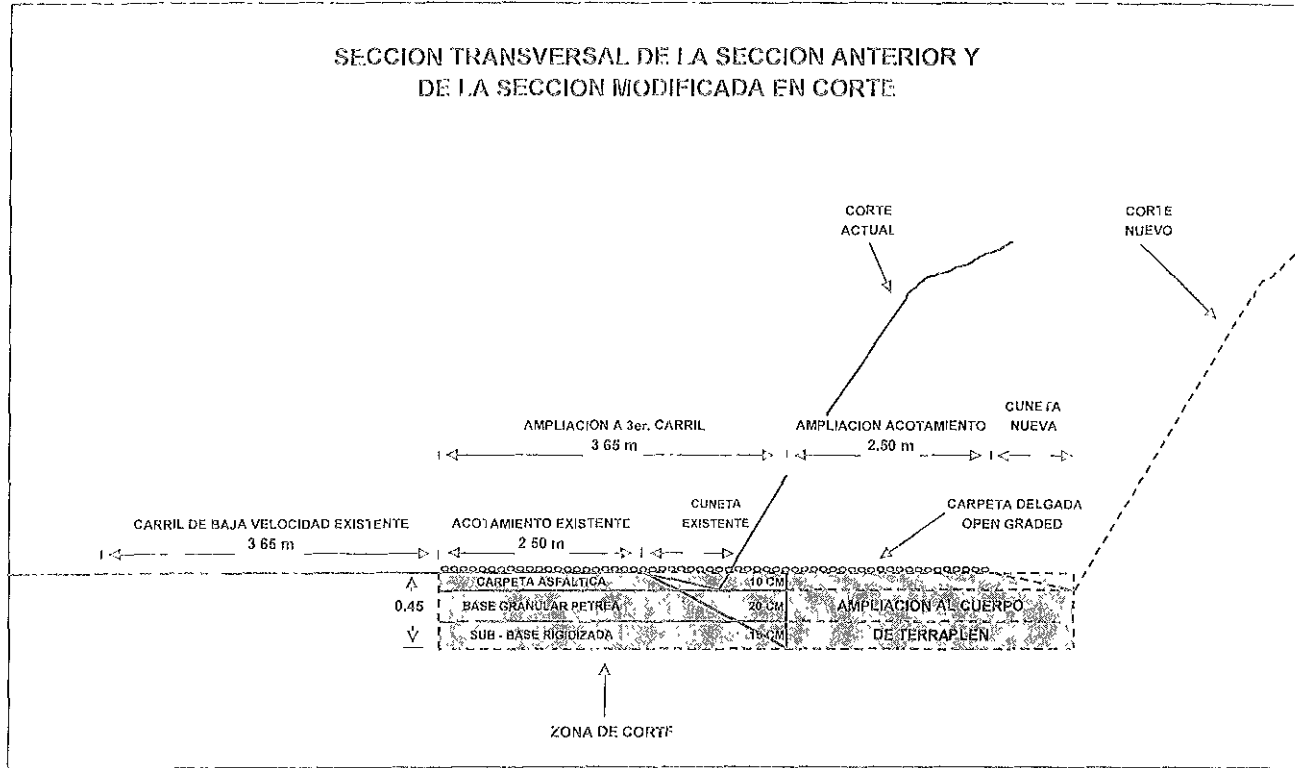 SECCION TRANSVERSAL DE LA SECCION ANTERIOR Y
DE LA SECCION MODIFICADA EN CORTE
CORTE
ACTUAL
CORTE
NUEVO
AMPLIACION A 3er. CARRIL
3 65 m
AMPLIACION ACOTAMIENTO
2.50 m
CUNETA
NUEVA
CARRIL DE BAJA VELOCIDAD EXISTENTE
3 65 m
ACOTAMIENTO EXISTENTE
2 50 m
CUNETA
EXISTENTE
CARPETA DELGADA
OPEN GRADED
0.45
CARPETA ASFALTICA
10 CM
BASE GRANULAR PETREA
20 CM
SUB - BASE RIGIDIZADA
15 CM
AMPLIACION AL CUERPO
DE TERRAPLEN
ZONA DE CORTE